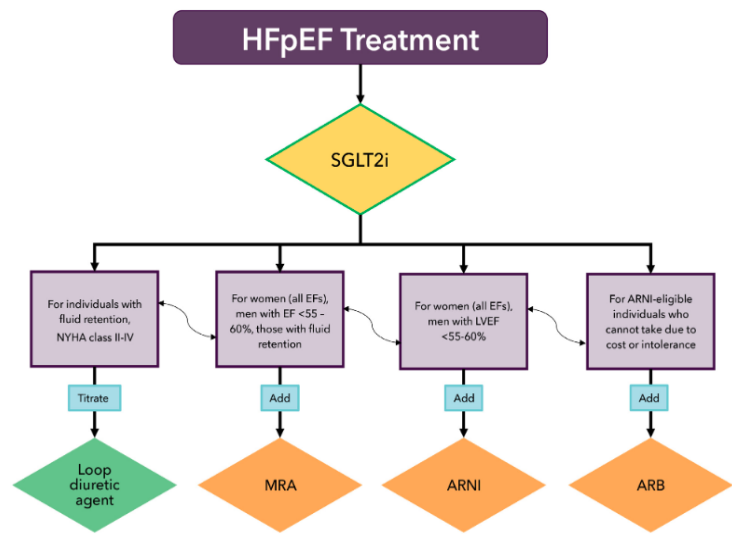 HFpEF Treatment
SGLT2i
For individuals with
fluid retention,
NYHA class II-IV
For women (all EFs),
men with EF <55 –
60%, those with fluid
retention
For women (all EFs),
men with LVEF
<55-60%
For ARNI-eligible
individuals who
cannot take due to
cost or intolerance
Titrate
Add
Add
Add
Loop
diuretic
agent
MRA
ARNI
ARB